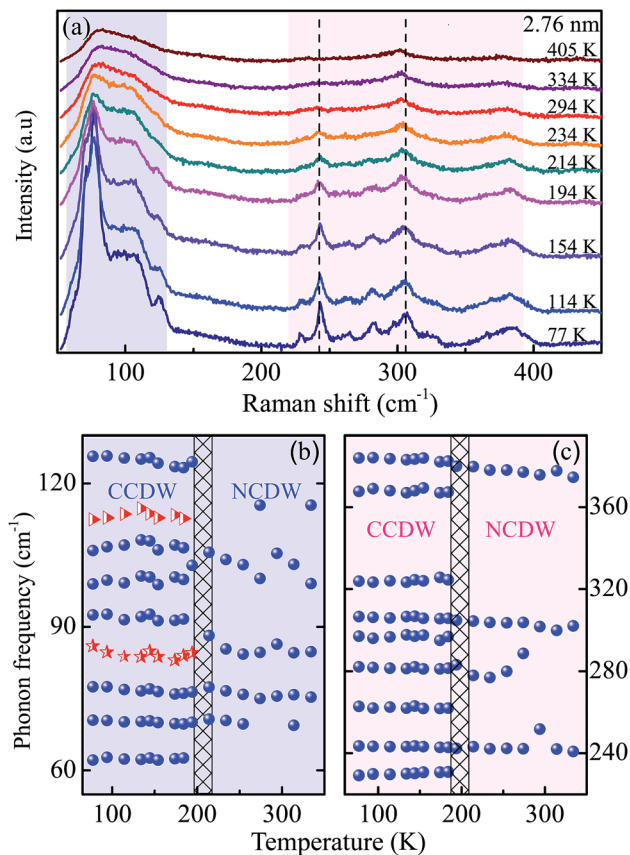 (a)
2.76 nm
405 K
334 K
294 K
234 K
214 K
194 K
154 K
114 K
77 K
Intensity (a.u)
100 200 300 400
Raman shift (cm-1)
(b) (c)
CCDW NCDW CCDW NCDW
120
90
60
360
320
280
240
0 100 200 300 0 100 200 300
Phonon frequency (cm-1)
Temperature (K)